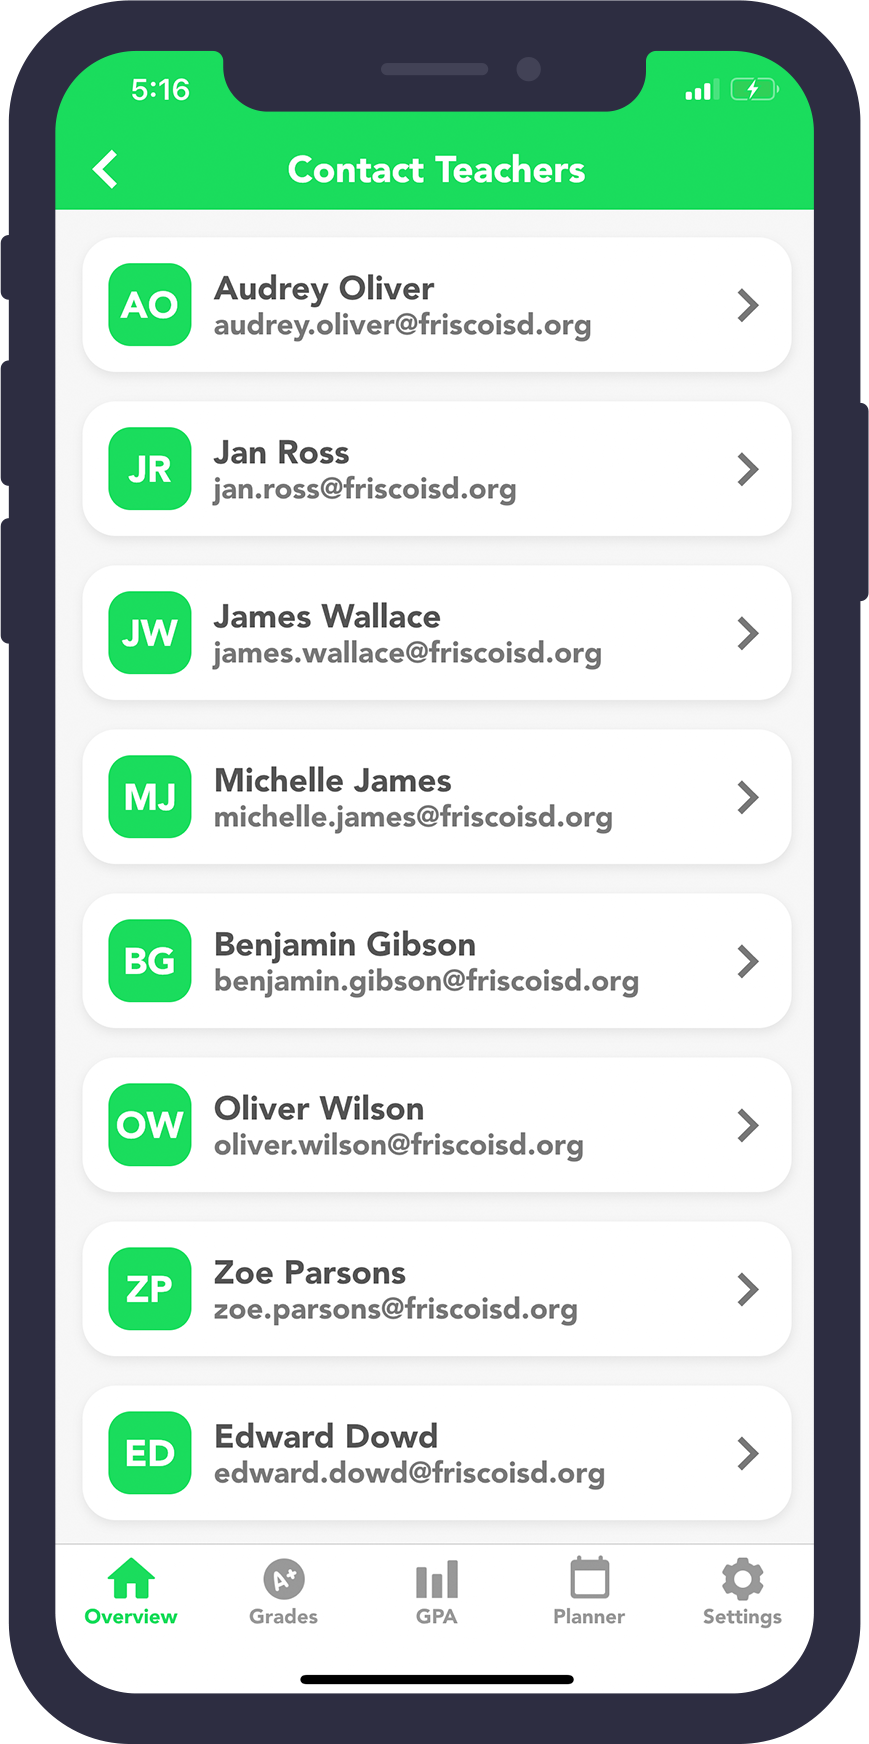 5:16
Contact Teachers
AO
Audrey Oliver
audrey.oliver@friscoisd.org
JR
Jan Ross
jan.ross@friscoisd.org
JW
James Wallace
james.wallace@friscoisd.org
MJ
Michelle James
michelle.james@friscoisd.org
BG
Benjamin Gibson
benjamin.gibson@friscoisd.org
OW
Oliver Wilson
oliver.wilson@friscoisd.org
ZP
Zoe Parsons
zoe.parsons@friscoisd.org
ED
Edward Dowd
edward.dowd@friscoisd.org
A+
Overview Grades GPA Planner Settings